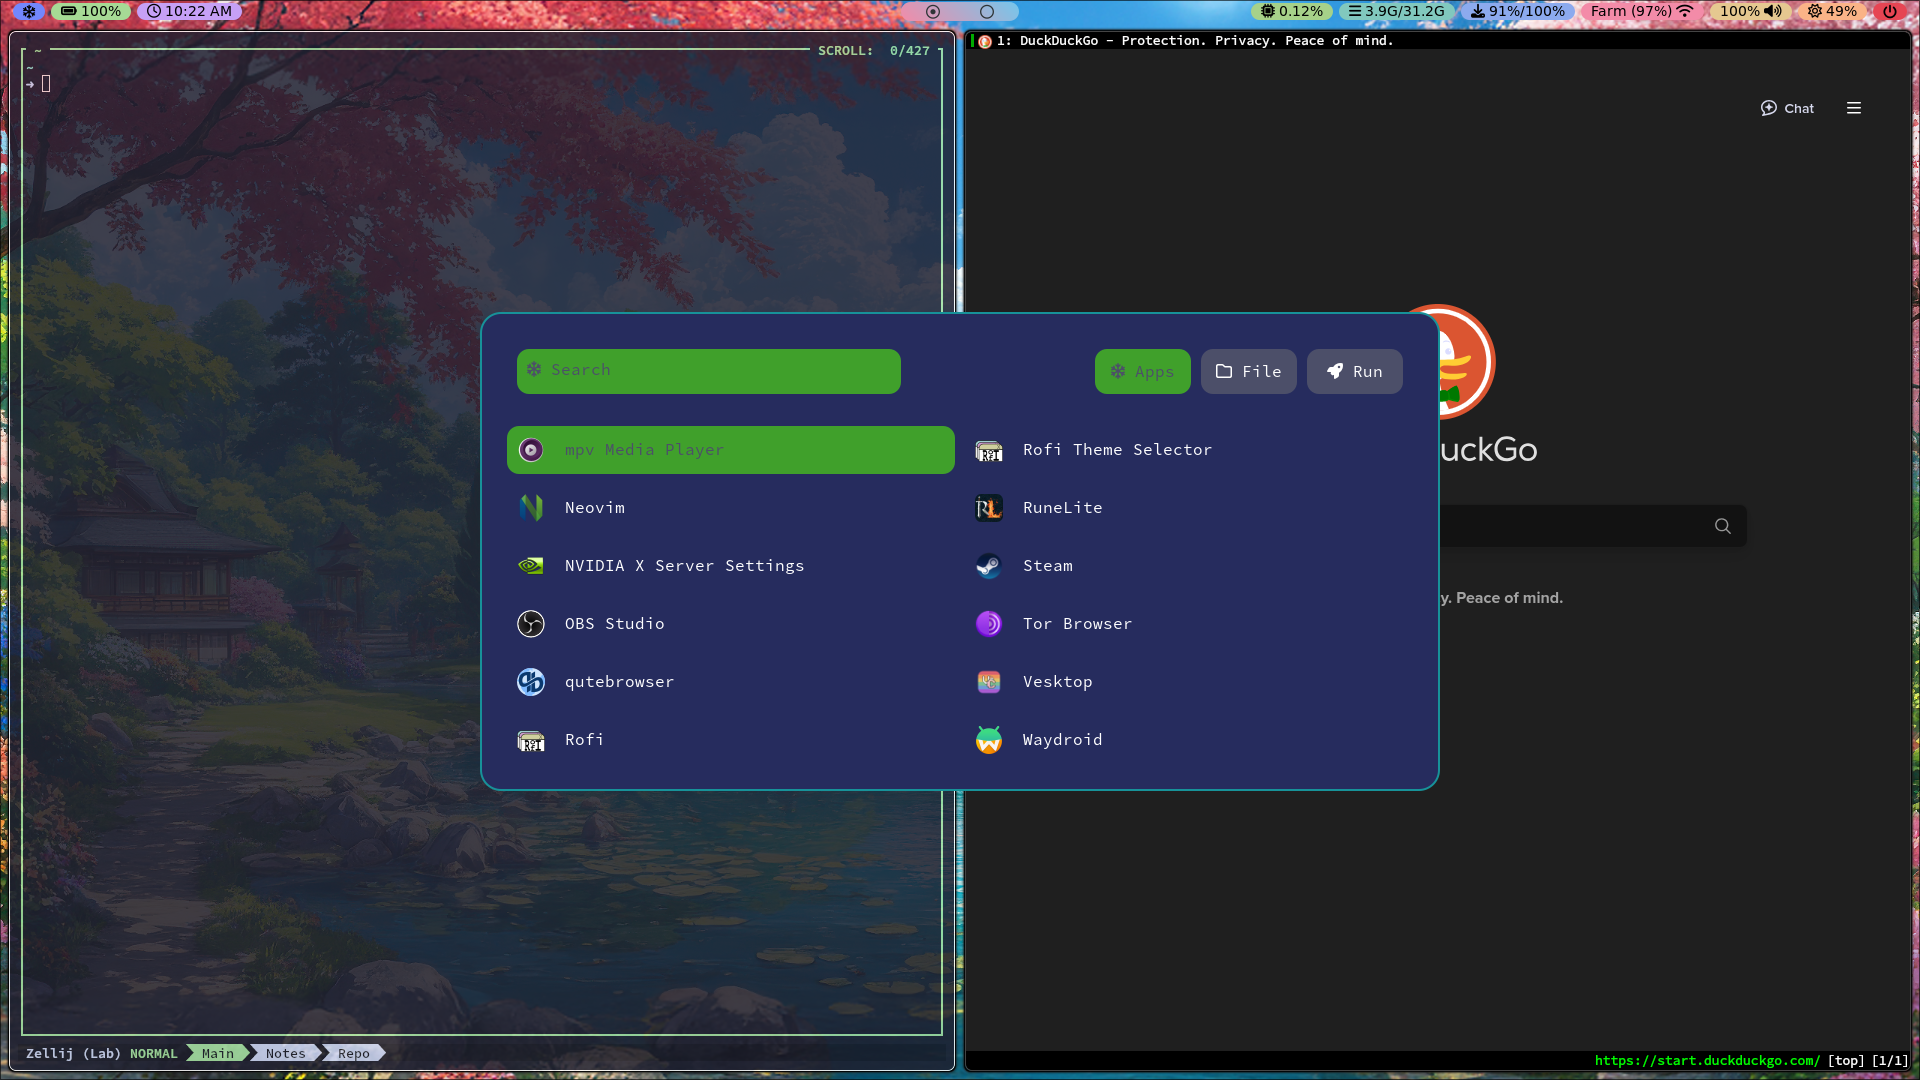 100% 10:22 AM 0.12% 3.9G/31.2G 91%/100% Farm (97%) 100% 49%
~ SCROLL: 0/427
~
1: DuckDuckGo - Protection. Privacy. Peace of mind.
Chat
Search
Apps File Run
mpv Media Player
Neovim
NVIDIA X Server Settings
OBS Studio
qutebrowser
Rofi
Rofi Theme Selector
RuneLite
Steam
Tor Browser
Vesktop
Waydroid
uckGo
y. Peace of mind.
Zellij (Lab) NORMAL Main Notes Repo
https://start.duckduckgo.com/ [top] [1/1]